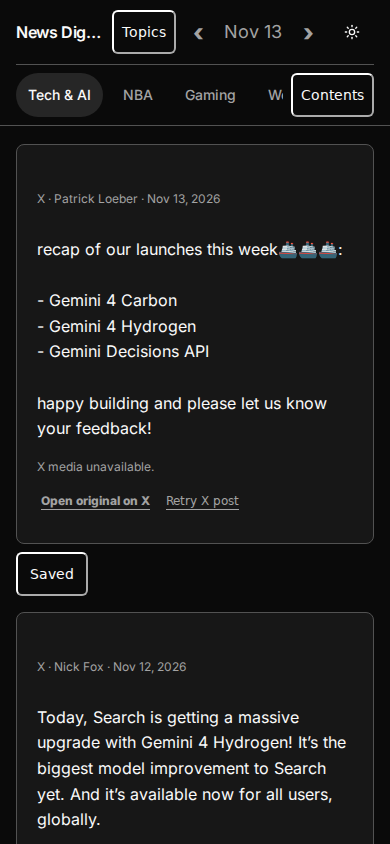 News Dig...
Topics
‹ Nov 13 ›
Tech & AI
NBA
Gaming
Contents
X · Patrick Loeber · Nov 13, 2026
recap of our launches this week🚢🚢🚢:
- Gemini 4 Carbon
- Gemini 4 Hydrogen
- Gemini Decisions API
happy building and please let us know
your feedback!
X media unavailable.
Open original on X
Retry X post
Saved
X · Nick Fox · Nov 12, 2026
Today, Search is getting a massive
upgrade with Gemini 4 Hydrogen! It’s the
biggest model improvement to Search
yet. And it’s available now for all users,
globally.